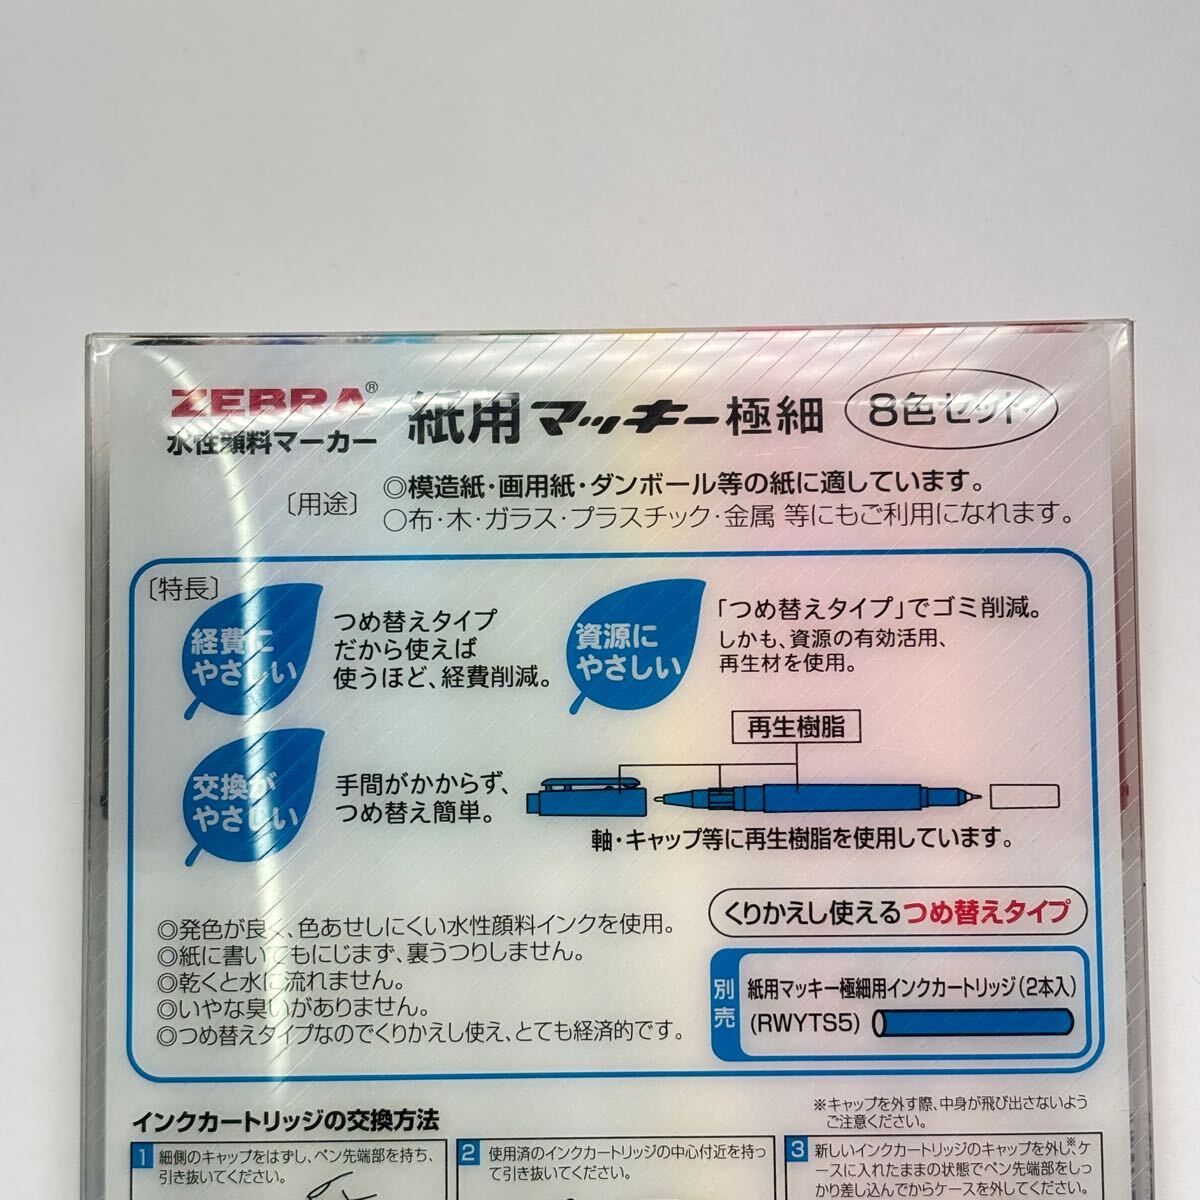 ZEBRA®
水性顔料マーカー
紙用マッキー極細 8色セット
〔用途〕
◎模造紙・画用紙・ダンボール等の紙に適しています。
○布・木・ガラス・プラスチック・金属 等にもご利用になれます。
〔特長〕
経費に
やさしい
つめ替えタイプ
だから使えば
使うほど、経費削減。
資源に
やさしい
「つめ替えタイプ」でゴミ削減。
しかも、資源の有効活用、
再生材を使用。
交換が
やさしい
手間がかからず、
つめ替え簡単。
再生樹脂
軸・キャップ等に再生樹脂を使用しています。
◎発色が良く、色あせしにくい水性顔料インクを使用。
◎紙に書いてもにじまず、裏うつりしません。
◎乾くと水に流れません。
◎いやな臭いがありません。
◎つめ替えタイプなのでくりかえし使え、とても経済的です。
くりかえし使えるつめ替えタイプ
別売
紙用マッキー極細用インクカートリッジ(2本入)
(RWYTS5)
インクカートリッジの交換方法
※キャップを外す際、中身が飛び出さないよう
ご注意ください。
1 細側のキャップをはずし、ペン先端部を持ち、
引き抜いてください。
2 使用済のインクカートリッジの中心付近を持っ
て引き抜いてください。
3 新しいインクカートリッジのキャップを外し※、ケ
ースに入れたままの状態でペン先端部をしっ
かり差し込んでからケースを外してください。